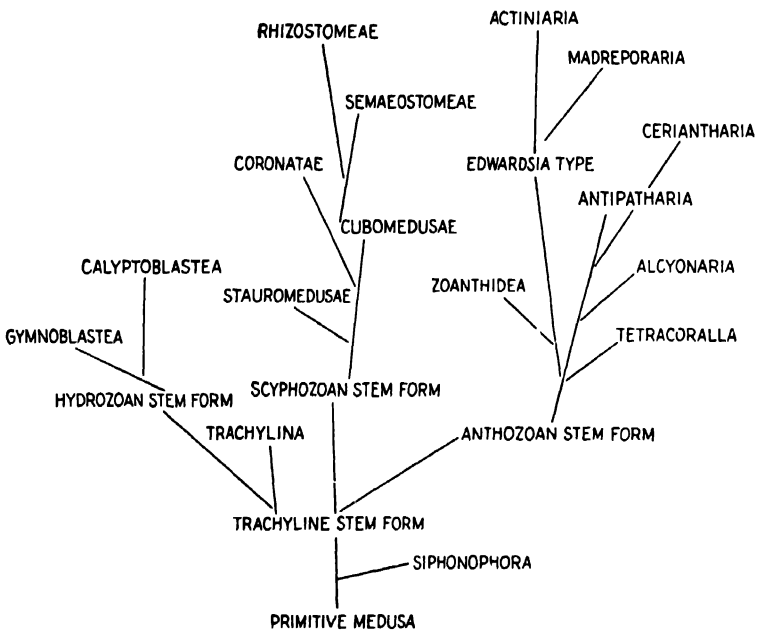 ACTINIARIA
RHIZOSTOMEAE
MADREPORARIA
SEMAEOSTOMEAE
CERIANTHARIA
CORONATAE
EDWARDSIA TYPE
ANTIPATHARIA
CUBOMEDUSAE
CALYPTOBLASTEA
ALCYONARIA
ZOANTHIDEA
STAUROMEDUSAE
GYMNOBLASTEA
TETRACORALLA
SCYPHOZOAN STEM FORM
HYDROZOAN STEM FORM
TRACHYLINA
ANTHOZOAN STEM FORM
TRACHYLINE STEM FORM
SIPHONOPHORA
PRIMITIVE MEDUSA